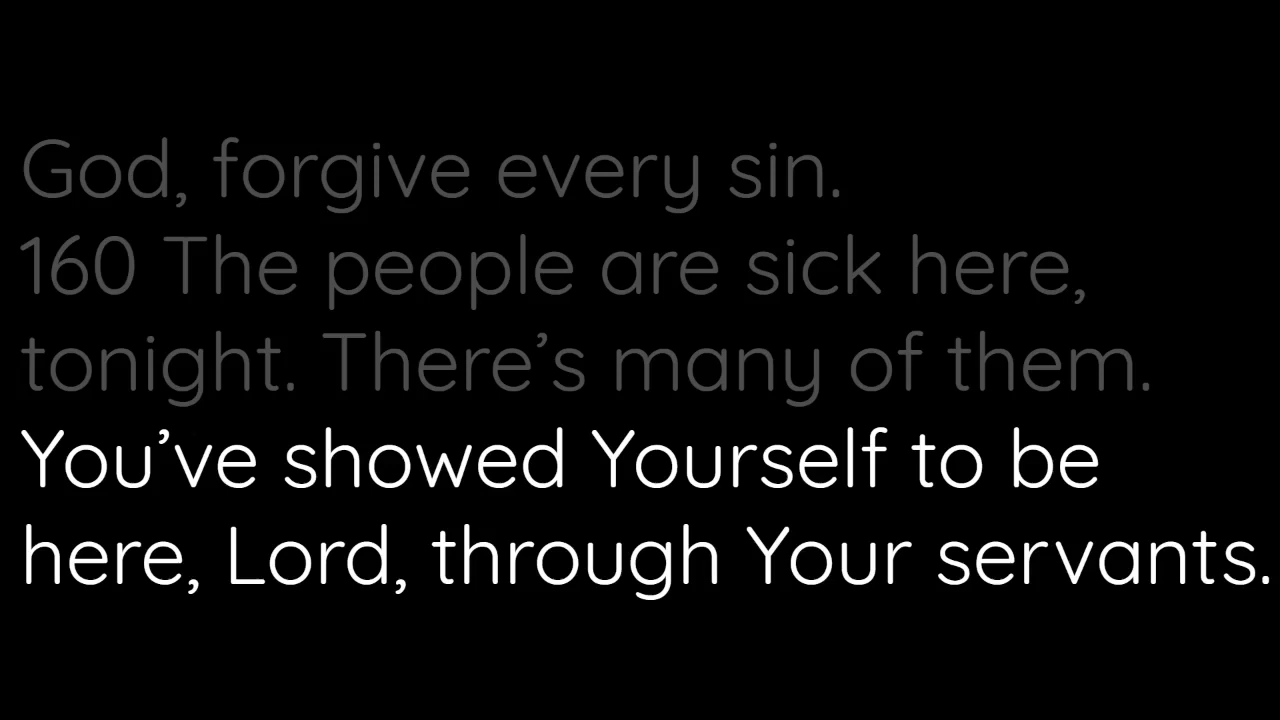 God, forgive every sin.
160 The people are sick here,
tonight. There’s many of them.
You’ve showed Yourself to be
here, Lord, through Your servants.